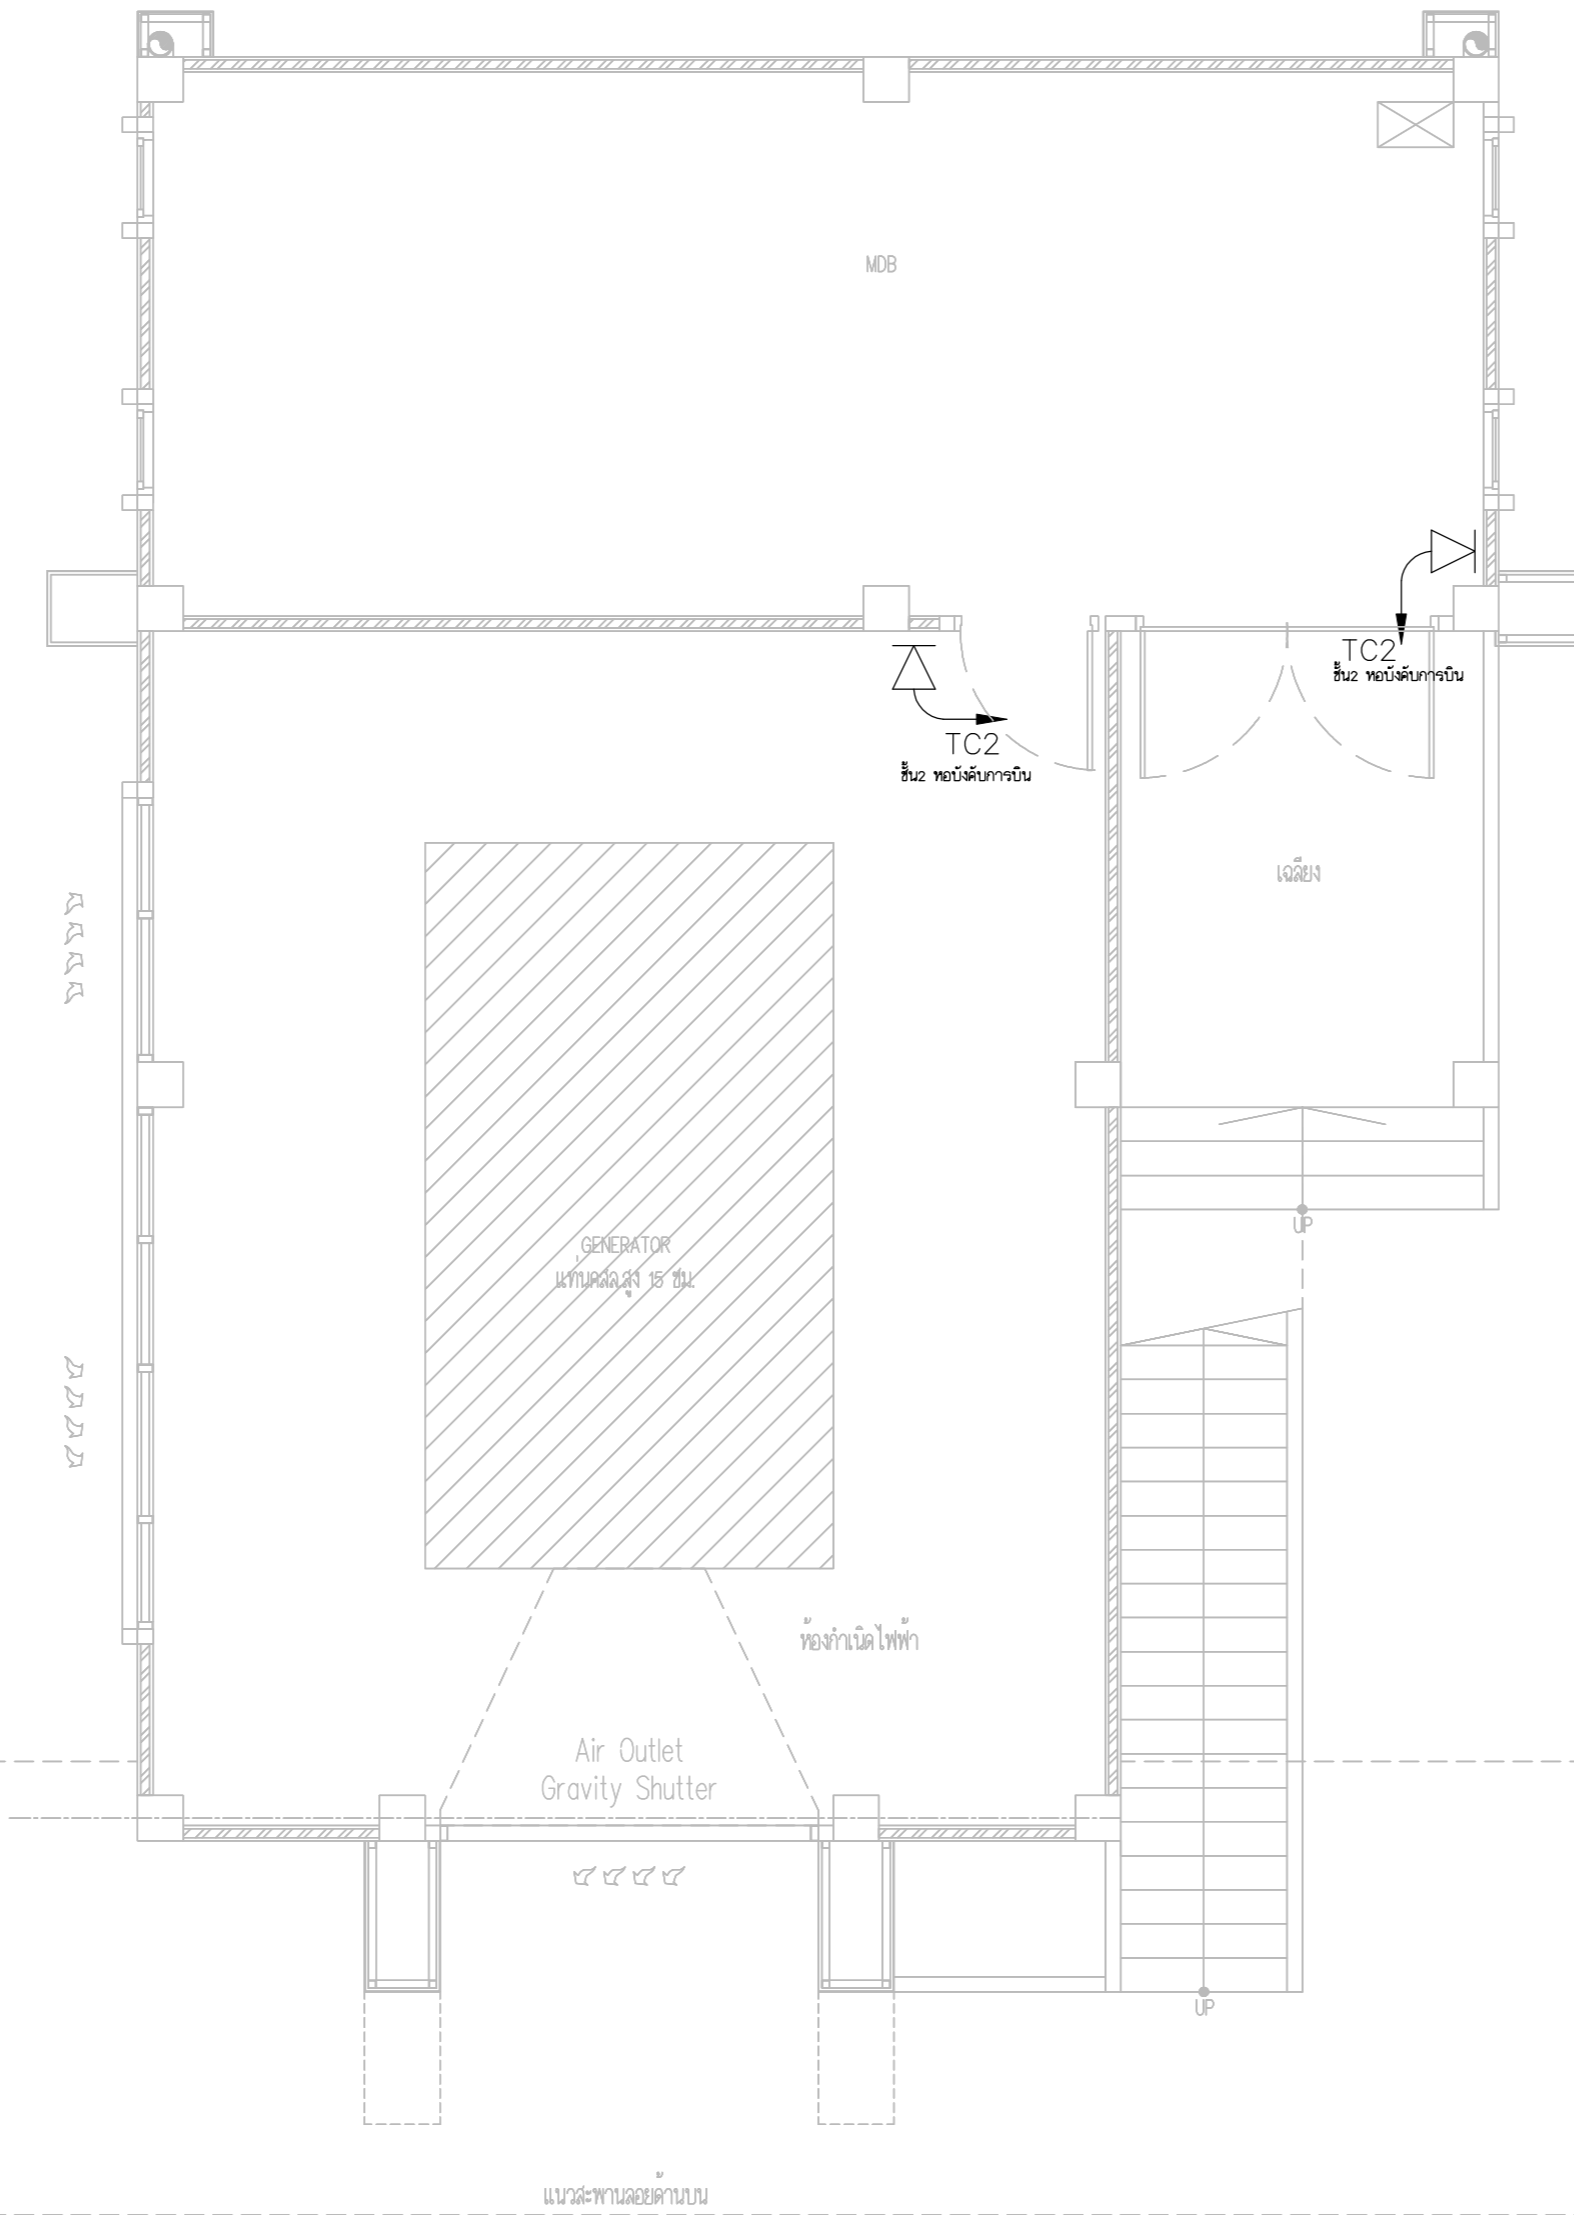 MDB
TC2
ชั้น2 หอบังคับการบิน
TC2
ชั้น2 หอบังคับการบิน
เฉลียง
UP
GENERATOR
แท่นคสล.สูง 15 ซม.
ห้องกำเนิดไฟฟ้า
Air Outlet
Gravity Shutter
UP
แนวสะพานลอยด้านบน